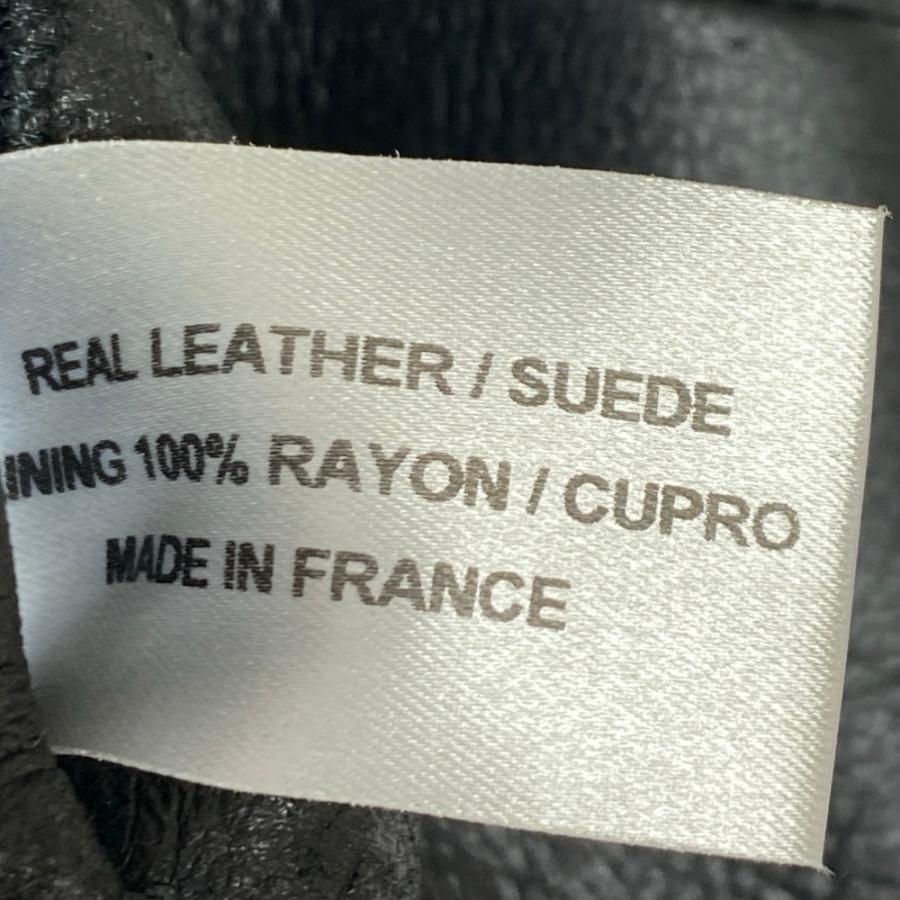 REAL LEATHER / SUEDE
LINING 100% RAYON / CUPRO
MADE IN FRANCE